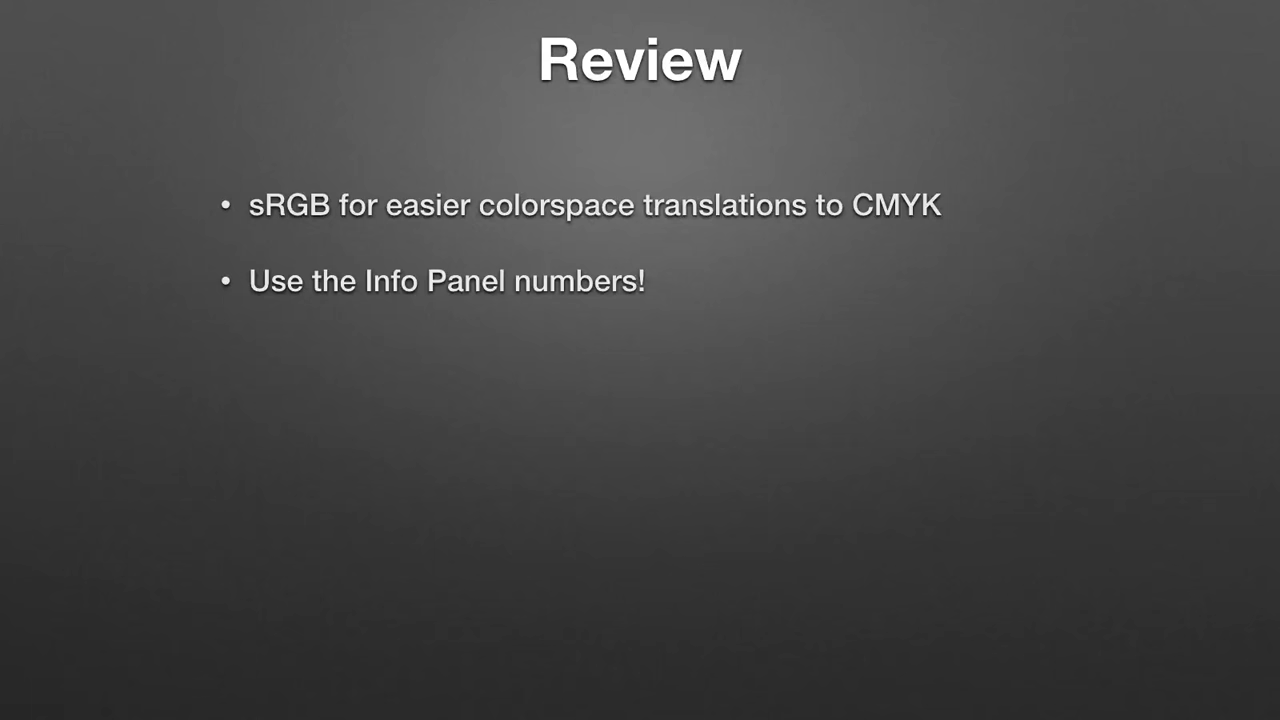 Review
• sRGB for easier colorspace translations to CMYK
• Use the Info Panel numbers!